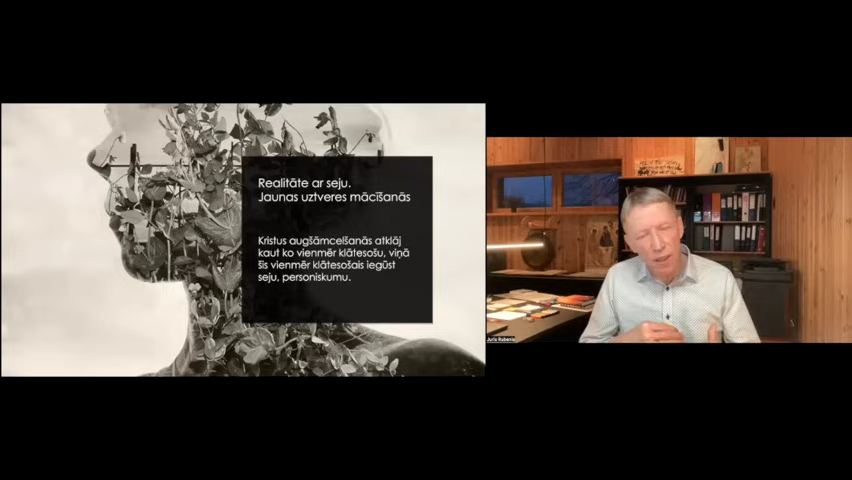 Realitāte ar seju.
Jaunas uztveres mācīšanās
Kristus augšāmcelšanās atklāj
kaut ko vienmēr klātesošu, viņā
šis vienmēr klātesošais iegūst
seju, personiskumu.
Juris Rubenis